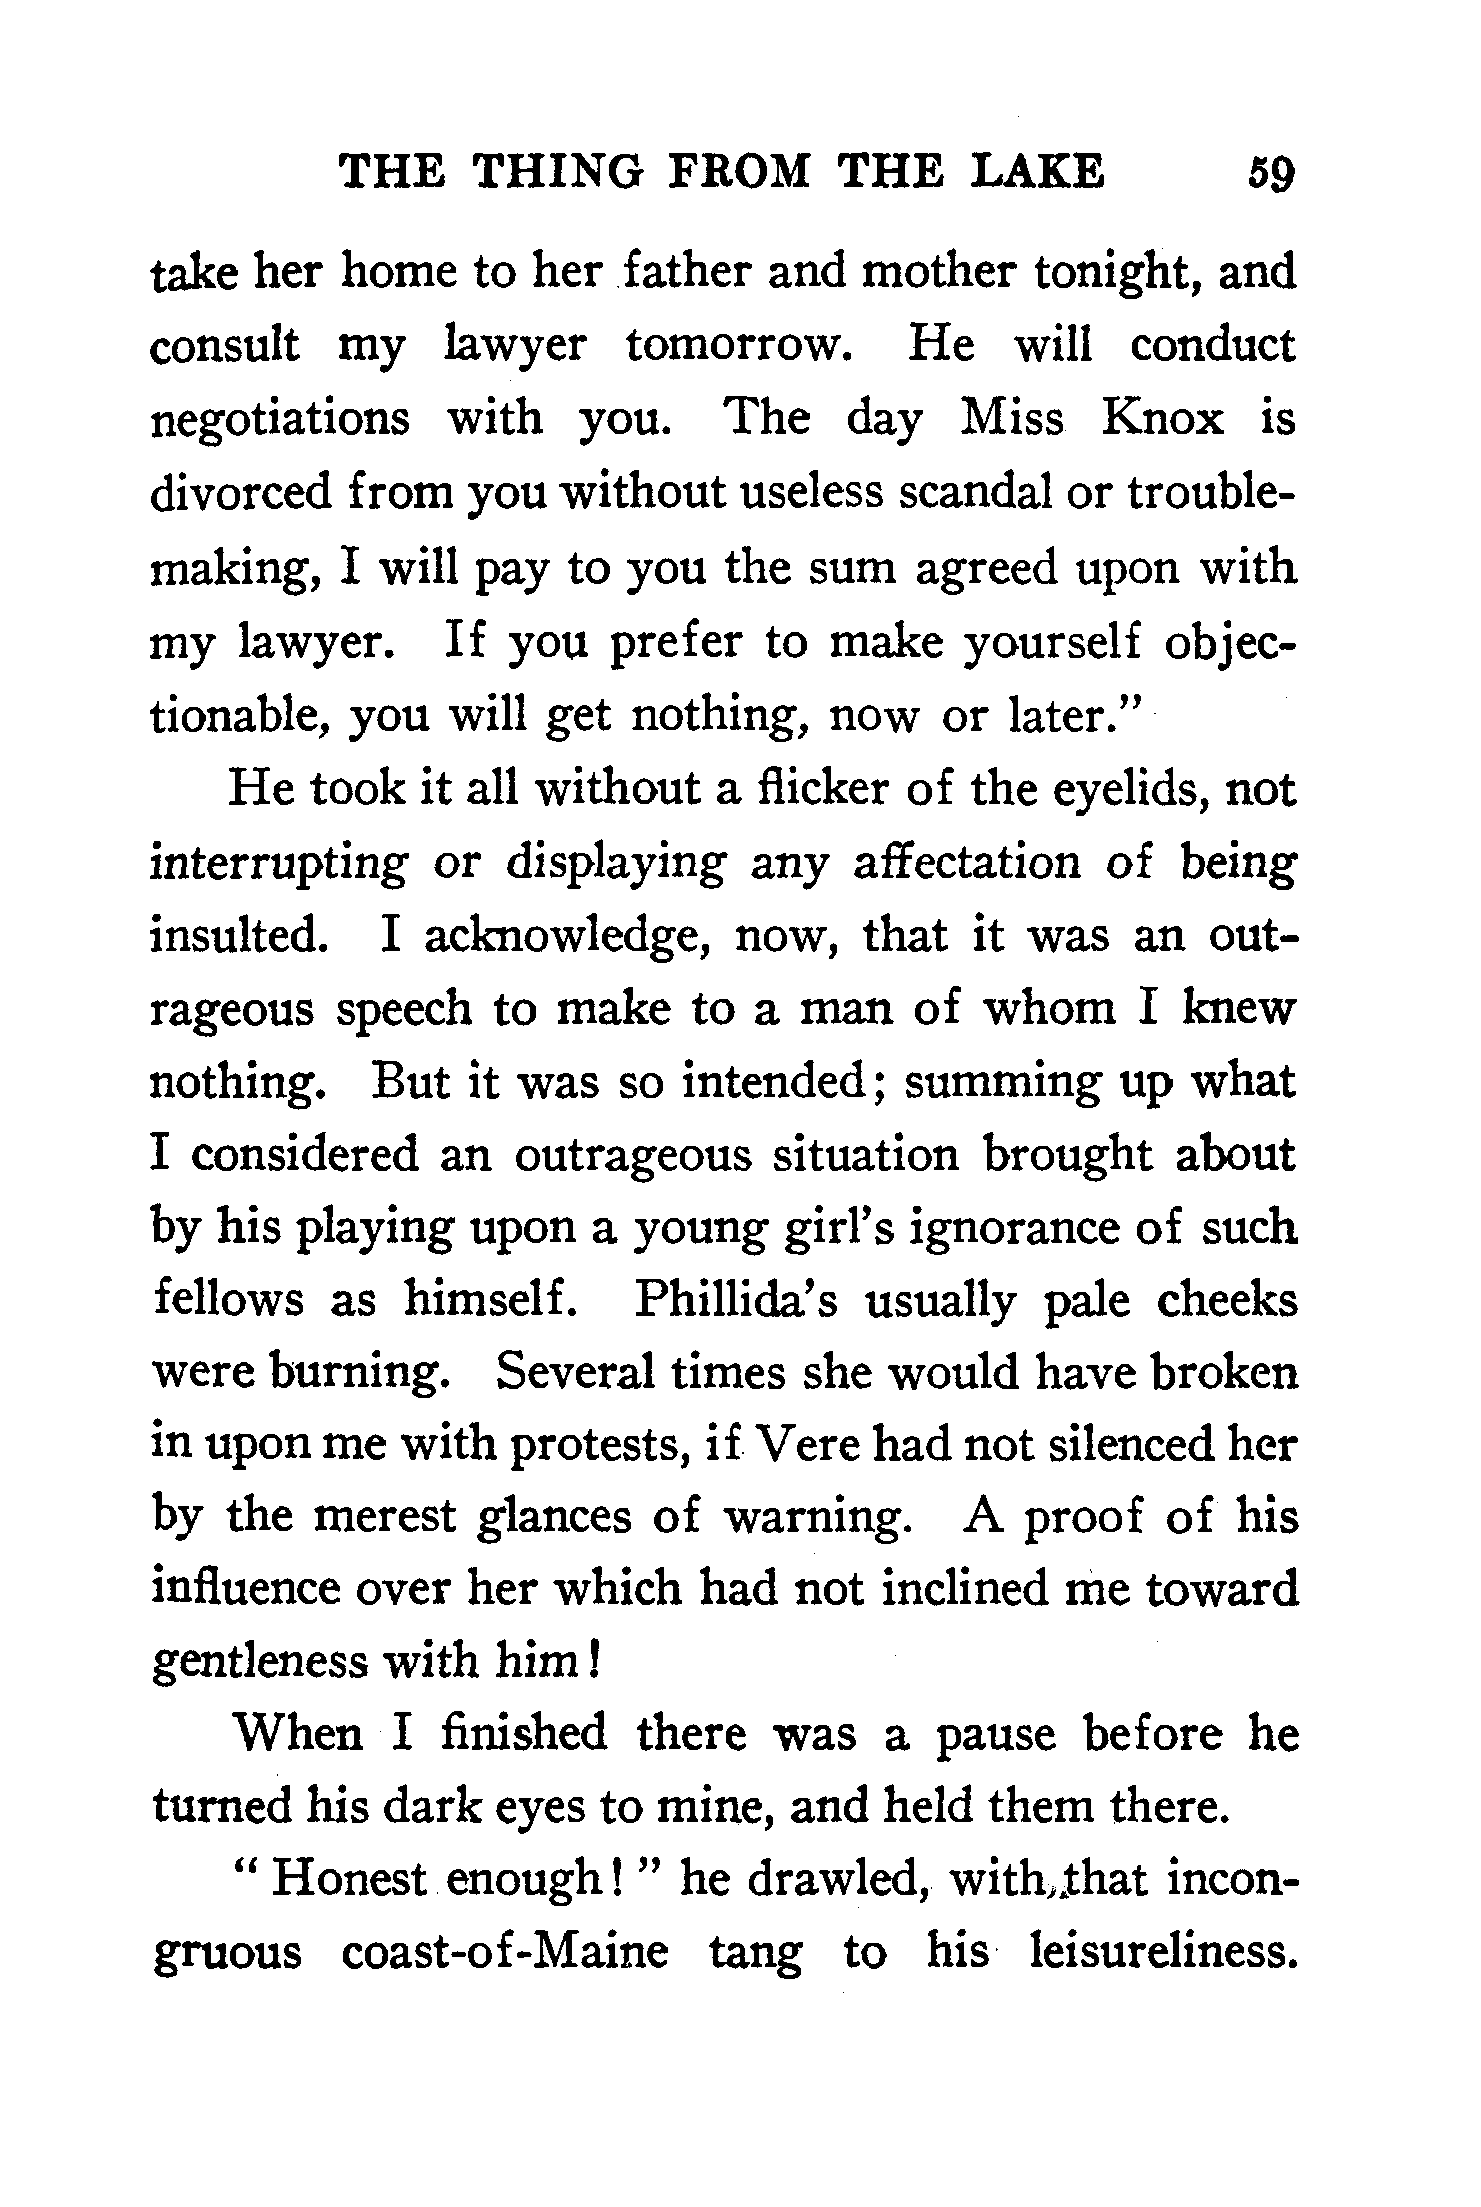 THE THING FROM THE LAKE 59
take her home to her father and mother tonight, and
consult my lawyer tomorrow. He will conduct
negotiations with you. The day Miss Knox is
divorced from you without useless scandal or trouble-
making, I will pay to you the sum agreed upon with
my lawyer. If you prefer to make yourself objec-
tionable, you will get nothing, now or later.”
He took it all without a flicker of the eyelids, not
interrupting or displaying any affectation of being
insulted. I acknowledge, now, that it was an out-
rageous speech to make to a man of whom I knew
nothing. But it was so intended; summing up what
I considered an outrageous situation brought about
by his playing upon a young girl’s ignorance of such
fellows as himself. Phillida’s usually pale cheeks
were burning. Several times she would have broken
in upon me with protests, if Vere had not silenced her
by the merest glances of warning. A proof of his
influence over her which had not inclined me toward
gentleness with him!
When I finished there was a pause before he
turned his dark eyes to mine, and held them there.
“ Honest enough! ” he drawled, with that incon-
gruous coast-of-Maine tang to his leisureliness.